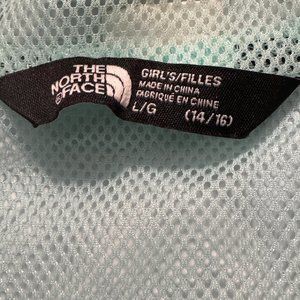 THE
NORTH
FACE
GIRL'S/FILLES
MADE IN CHINA
FABRIQUÉ EN CHINE
L/G (14/16)